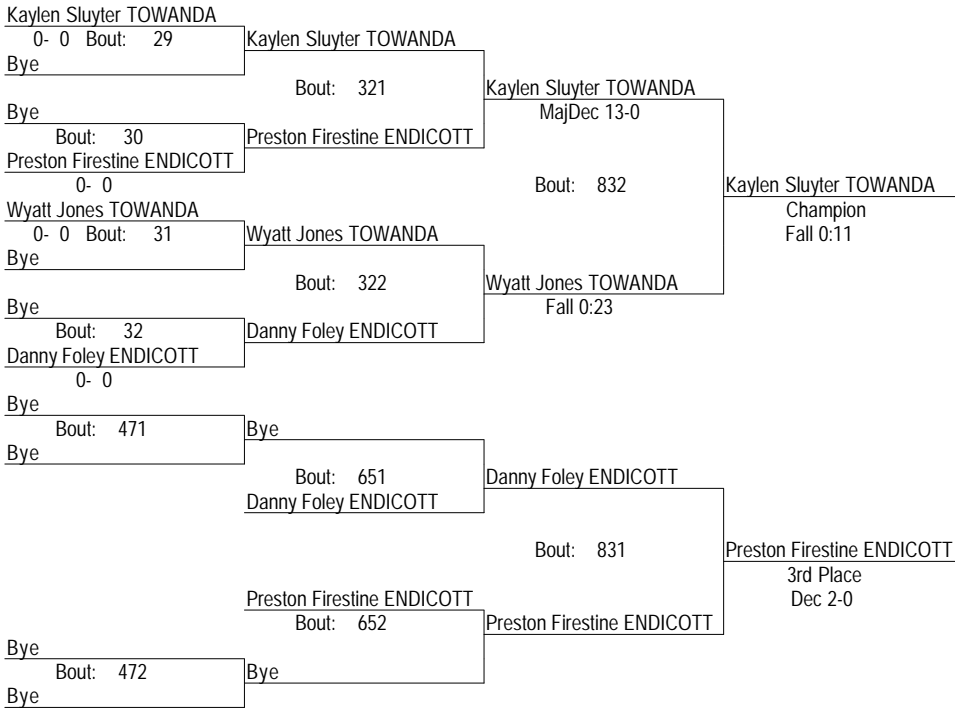 Kaylen Sluyter TOWANDA
0- 0 Bout: 29 Kaylen Sluyter TOWANDA
Bye
Bout: 321 Kaylen Sluyter TOWANDA
Bye MajDec 13-0
Bout: 30 Preston Firestine ENDICOTT
Preston Firestine ENDICOTT
0- 0 Bout: 832 Kaylen Sluyter TOWANDA
Wyatt Jones TOWANDA Champion
0- 0 Bout: 31 Wyatt Jones TOWANDA Fall 0:11
Bye
Bout: 322 Wyatt Jones TOWANDA
Bye Fall 0:23
Bout: 32 Danny Foley ENDICOTT
Danny Foley ENDICOTT
0- 0
Bye
Bout: 471 Bye
Bye
Bout: 651 Danny Foley ENDICOTT
Danny Foley ENDICOTT
Bout: 831 Preston Firestine ENDICOTT
3rd Place
Preston Firestine ENDICOTT Dec 2-0
Bout: 652 Preston Firestine ENDICOTT
Bye
Bout: 472 Bye
Bye